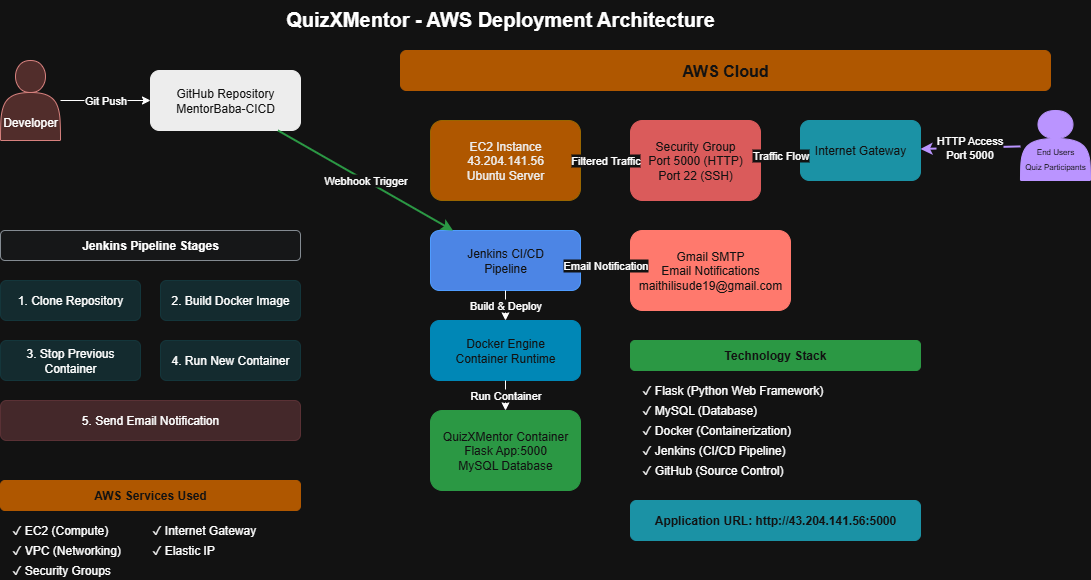 QuizXMentor - AWS Deployment Architecture
AWS Cloud
Developer
Git Push
GitHub Repository
MentorBaba-CICD
EC2 Instance
43.204.141.56
Ubuntu Server
Filtered Traffic
Security Group
Port 5000 (HTTP)
Port 22 (SSH)
Traffic Flow
Internet Gateway
HTTP Access
Port 5000
End Users
Quiz Participants
Webhook Trigger
Jenkins CI/CD
Pipeline
Email Notification
Gmail SMTP
Email Notifications
maithilisude19@gmail.com
Build & Deploy
Docker Engine
Container Runtime
Run Container
QuizXMentor Container
Flask App:5000
MySQL Database
Jenkins Pipeline Stages
1. Clone Repository
2. Build Docker Image
3. Stop Previous
Container
4. Run New Container
5. Send Email Notification
Technology Stack
✓ Flask (Python Web Framework)
✓ MySQL (Database)
✓ Docker (Containerization)
✓ Jenkins (CI/CD Pipeline)
✓ GitHub (Source Control)
AWS Services Used
✓ EC2 (Compute)
✓ VPC (Networking)
✓ Security Groups
✓ Internet Gateway
✓ Elastic IP
Application URL: http://43.204.141.56:5000